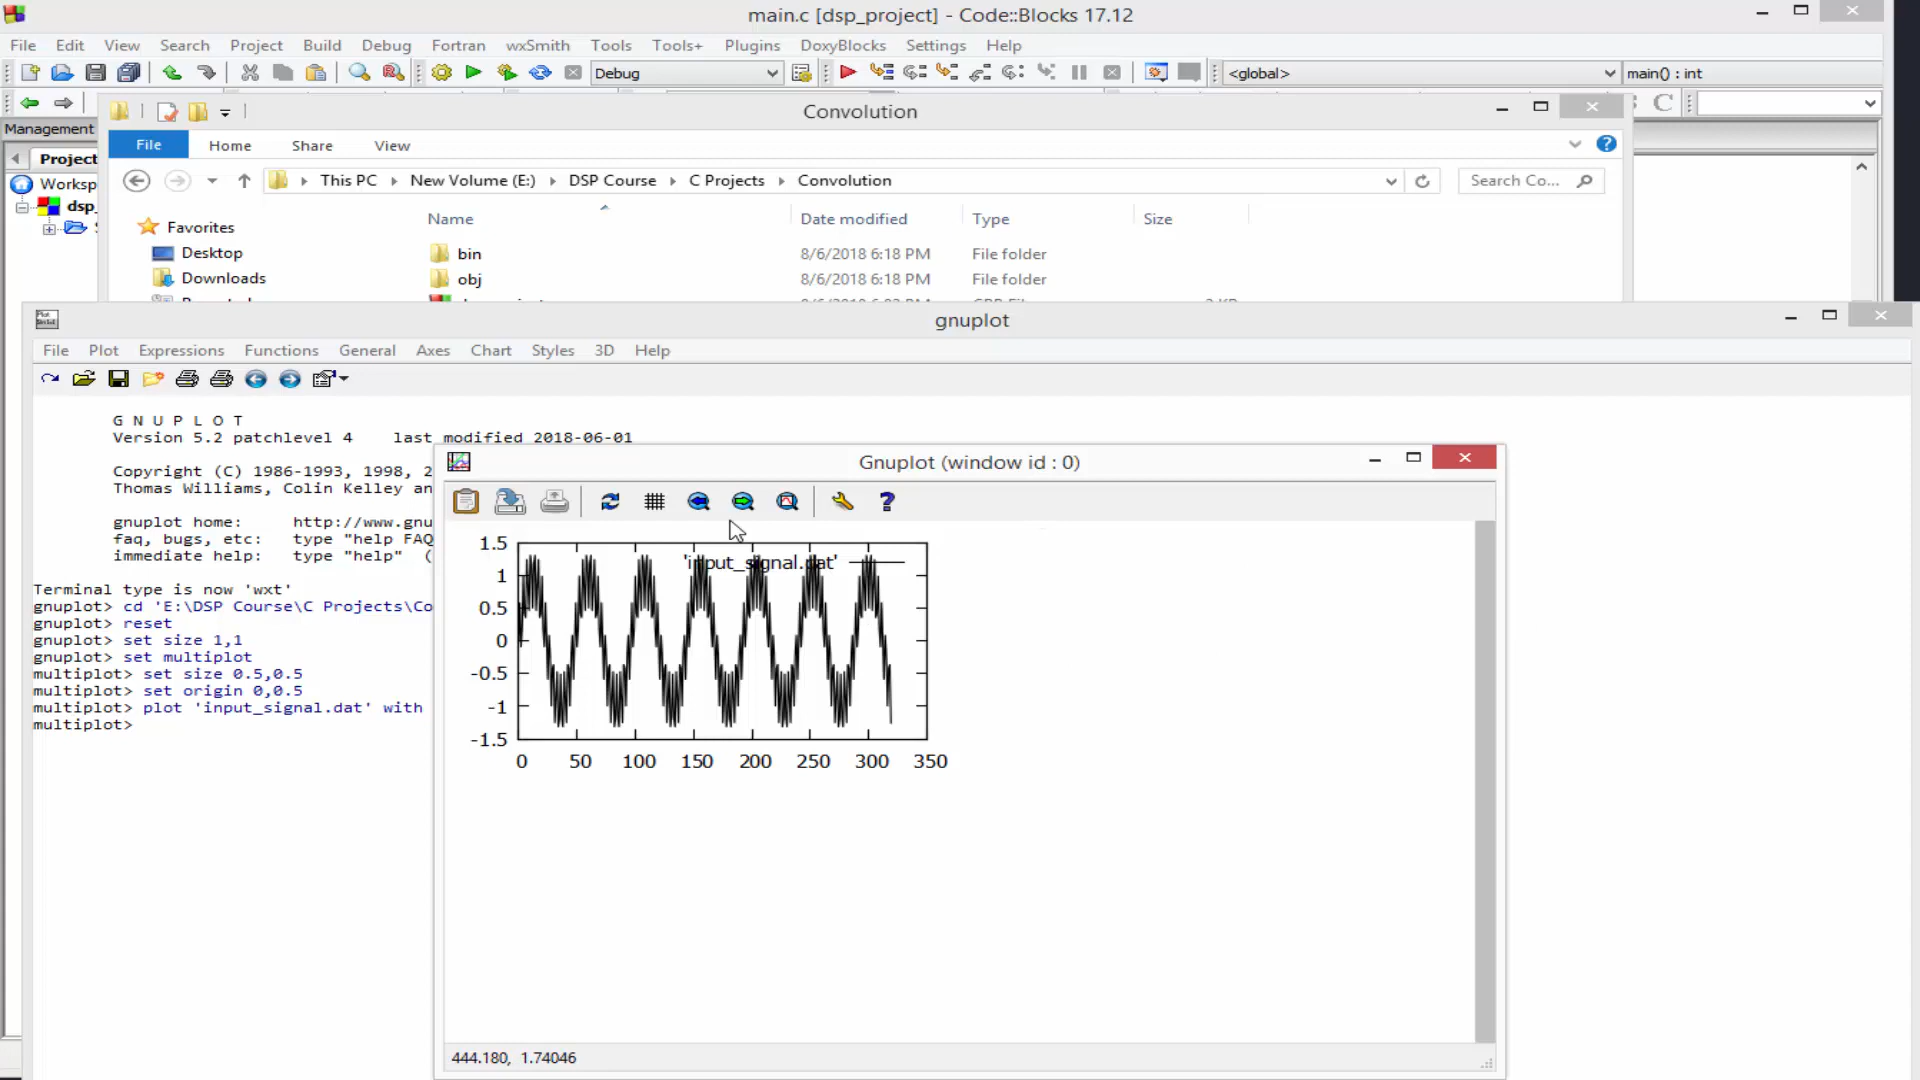 main.c [dsp_project] - Code::Blocks 17.12
File Edit View Search Project Build Debug Fortran wxSmith Tools Tools+ Plugins DoxyBlocks Settings Help
Debug <global> main() : int
Convolution
Management
File Home Share View
Project
This PC New Volume (E:) DSP Course C Projects Convolution Search Co...
Worksp
dsp_
Name Date modified Type Size
Favorites
Desktop
Downloads
bin 8/6/2018 6:18 PM File folder
obj 8/6/2018 6:18 PM File folder
gnuplot
File Plot Expressions Functions General Axes Chart Styles 3D Help
G N U P L O T
Version 5.2 patchlevel 4 last modified 2018-06-01
Copyright (C) 1986-1993, 1998, 2
Thomas Williams, Colin Kelley an
gnuplot home: http://www.gnu
faq, bugs, etc: type "help FAQ
immediate help: type "help" (
Terminal type is now 'wxt'
gnuplot> cd 'E:\DSP Course\C Projects\Co
gnuplot> reset
gnuplot> set size 1,1
gnuplot> set multiplot
multiplot> set size 0.5,0.5
multiplot> set origin 0,0.5
multiplot> plot 'input_signal.dat' with
multiplot>
Gnuplot (window id : 0)
'input_signal.dat'
1.5
1
0.5
0
-0.5
-1
-1.5
0 50 100 150 200 250 300 350
444.180, 1.74046